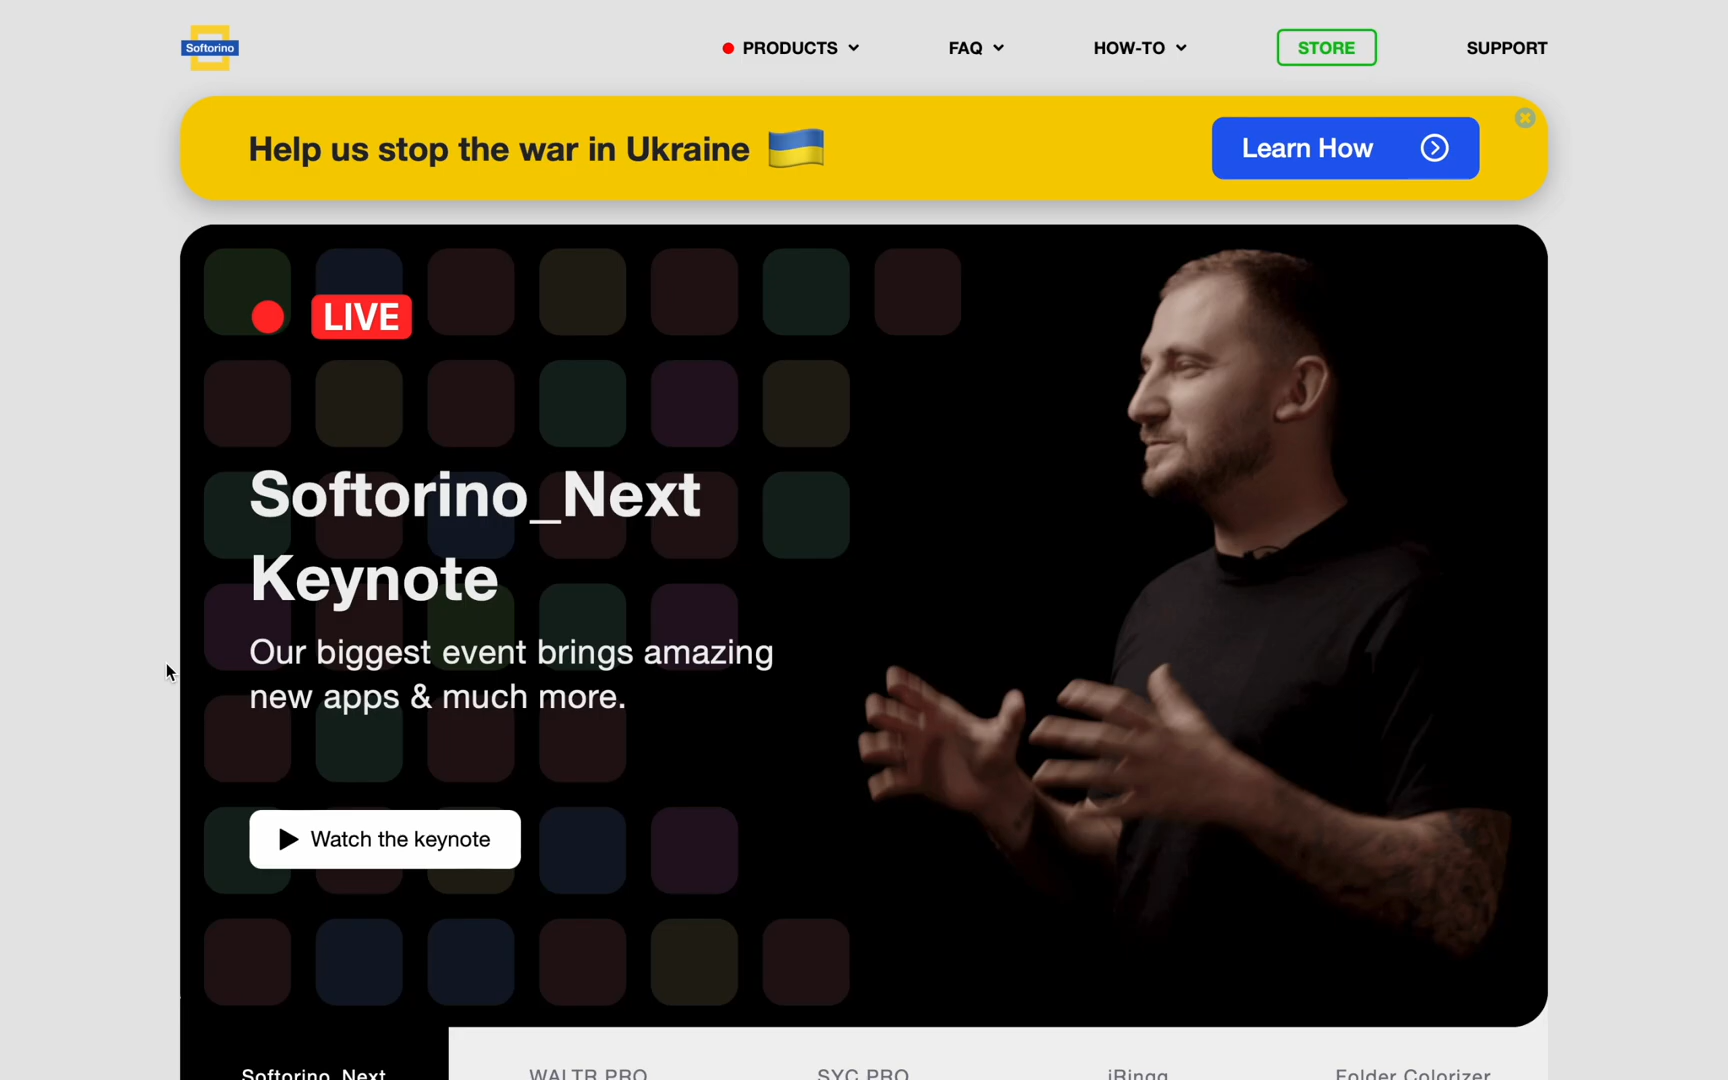 Softorino
PRODUCTS
FAQ
HOW-TO
STORE
SUPPORT
Help us stop the war in Ukraine
Learn How
LIVE
Softorino_Next
Keynote
Our biggest event brings amazing
new apps & much more.
Watch the keynote
Softorino_Next
WALTR PRO
SYC PRO
iRingg
Folder Colorizer